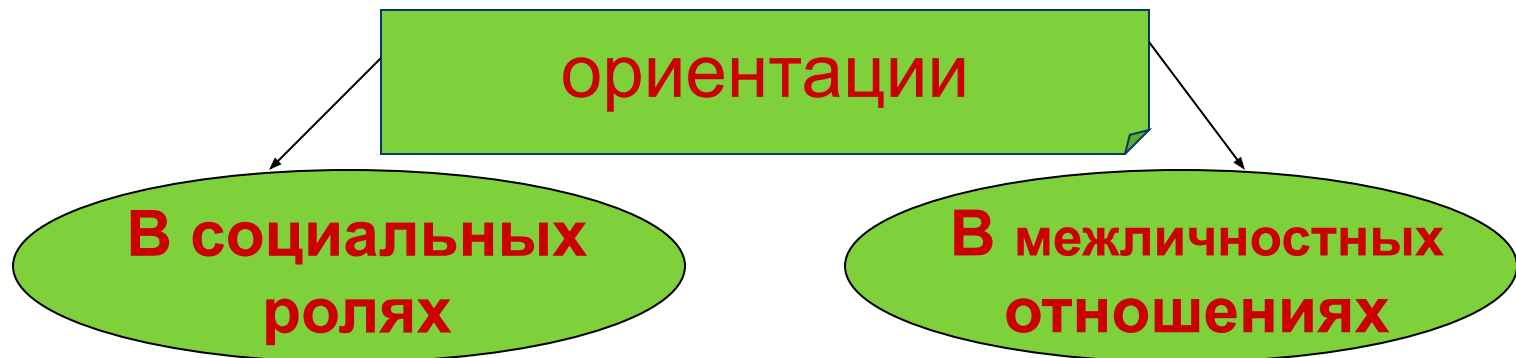 ориентации
В социальных
ролях
В межличностных
отношениях